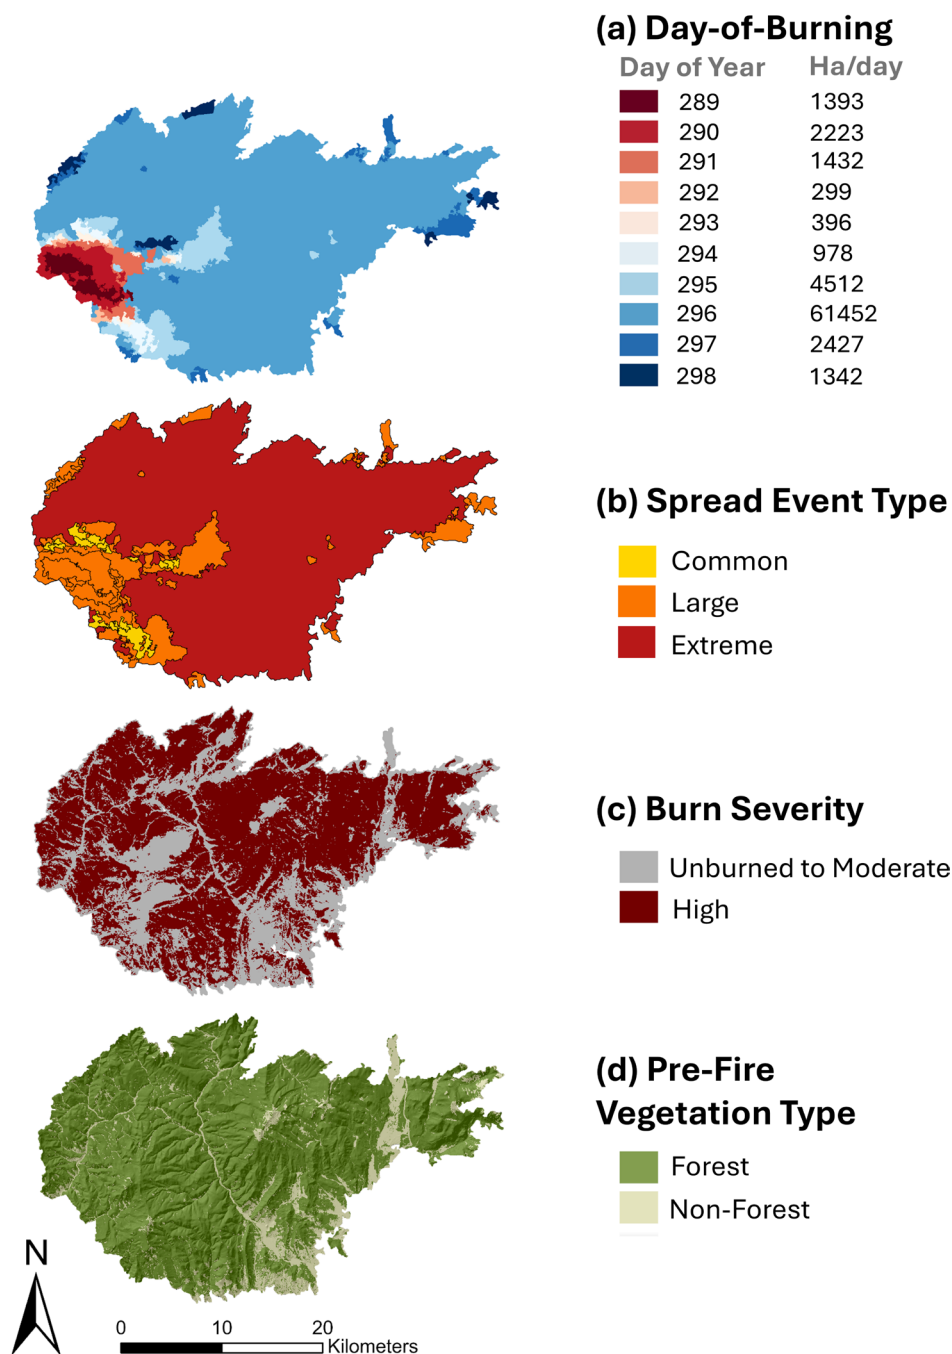 (a) Day-of-Burning
Day of Year Ha/day
289 1393
290 2223
291 1432
292 299
293 396
294 978
295 4512
296 61452
297 2427
298 1342
(b) Spread Event Type
Common
Large
Extreme
(c) Burn Severity
Unburned to Moderate
High
(d) Pre-Fire
Vegetation Type
Forest
Non-Forest
N
0 10 20
Kilometers